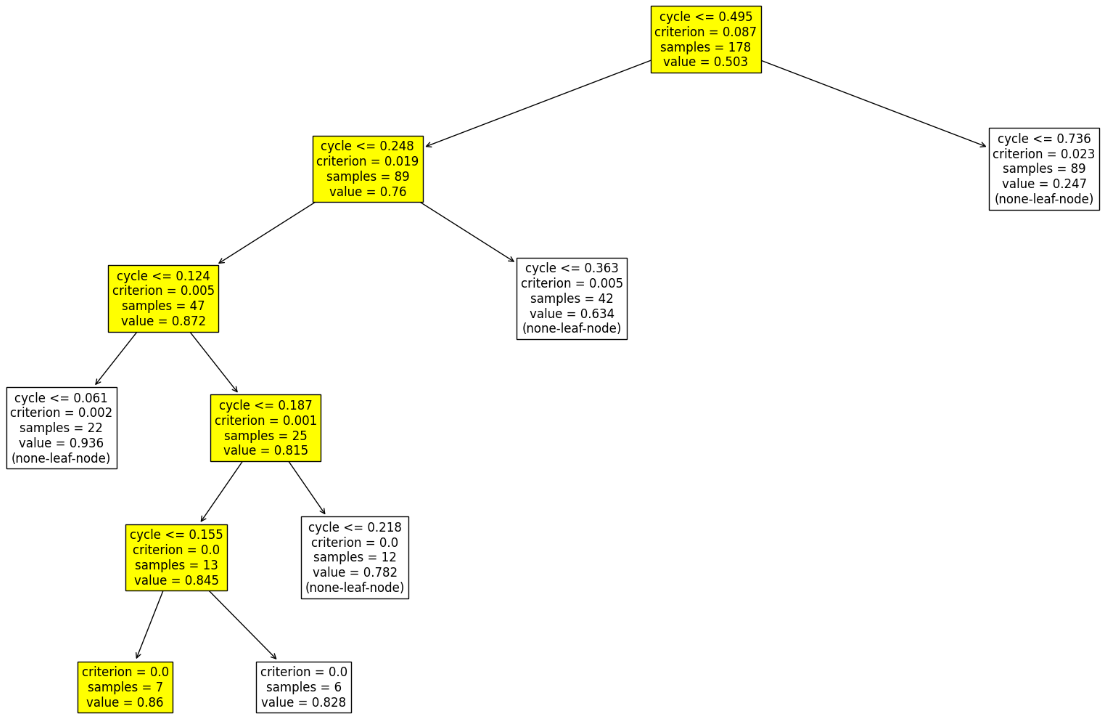 cycle <= 0.495
criterion = 0.087
samples = 178
value = 0.503
cycle <= 0.248
criterion = 0.019
samples = 89
value = 0.76
cycle <= 0.736
criterion = 0.023
samples = 89
value = 0.247
(none-leaf-node)
cycle <= 0.124
criterion = 0.005
samples = 47
value = 0.872
cycle <= 0.363
criterion = 0.005
samples = 42
value = 0.634
(none-leaf-node)
cycle <= 0.061
criterion = 0.002
samples = 22
value = 0.936
(none-leaf-node)
cycle <= 0.187
criterion = 0.001
samples = 25
value = 0.815
cycle <= 0.155
criterion = 0.0
samples = 13
value = 0.845
cycle <= 0.218
criterion = 0.0
samples = 12
value = 0.782
(none-leaf-node)
criterion = 0.0
samples = 7
value = 0.86
criterion = 0.0
samples = 6
value = 0.828